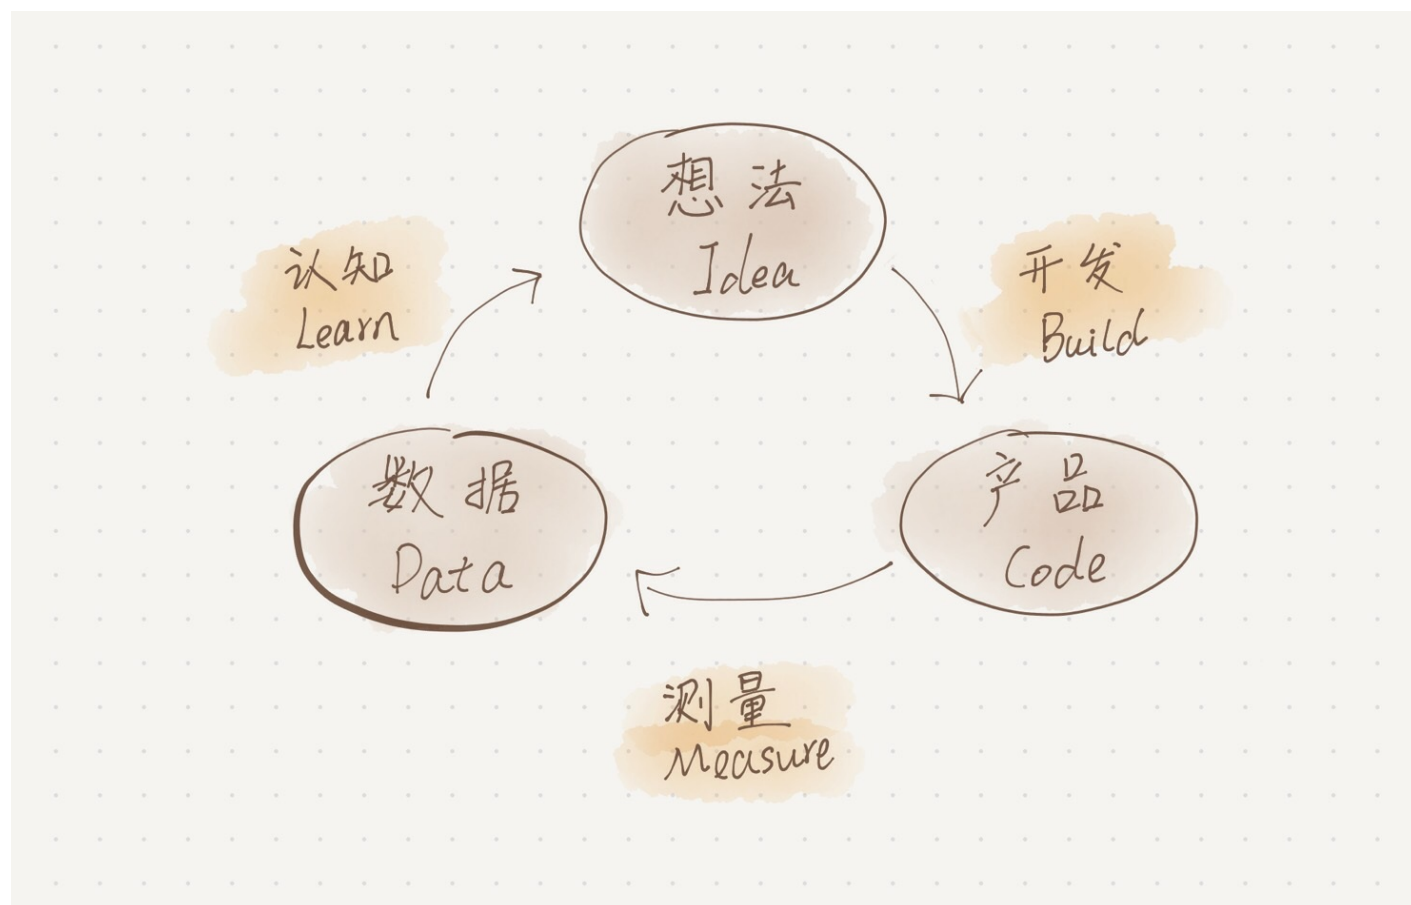 想法
Idea
认知
Learn
开发
Build
数据
Data
产品
Code
测量
Measure